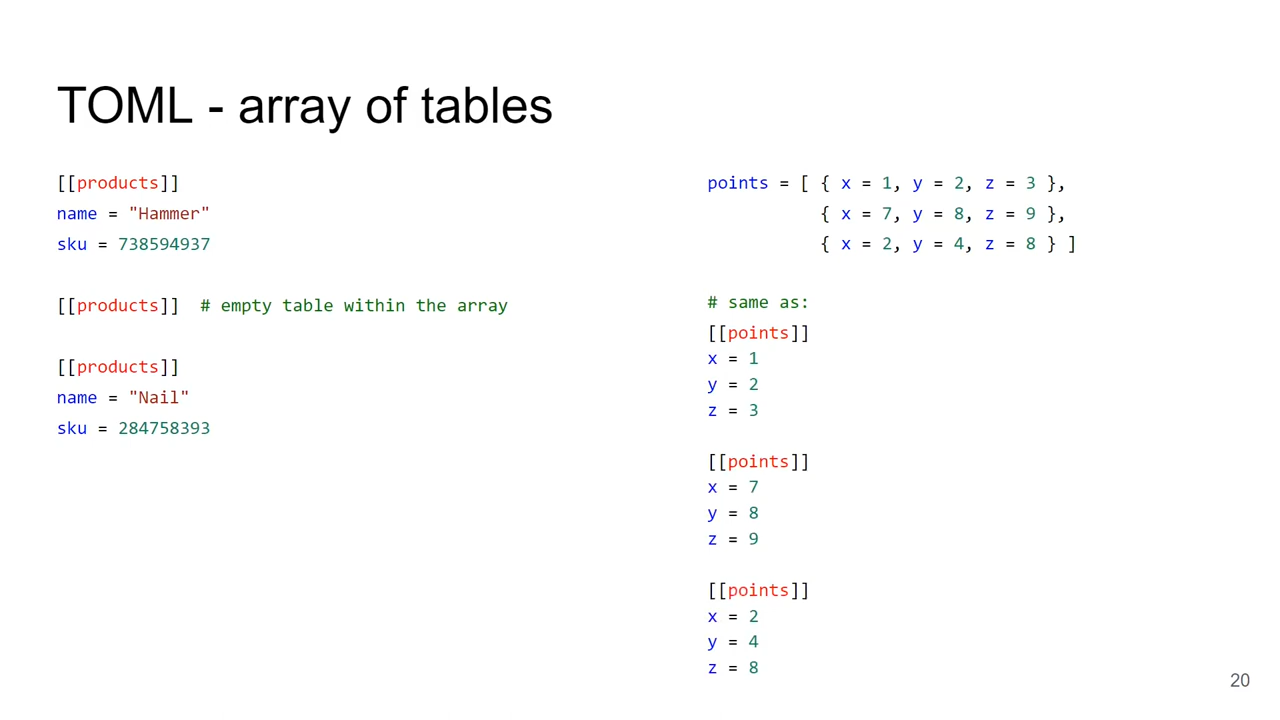 TOML - array of tables
[[products]]
name = "Hammer"
sku = 738594937
[[products]]  # empty table within the array
[[products]]
name = "Nail"
sku = 284758393
points = [ { x = 1, y = 2, z = 3 },
           { x = 7, y = 8, z = 9 },
           { x = 2, y = 4, z = 8 } ]
# same as:
[[points]]
x = 1
y = 2
z = 3
[[points]]
x = 7
y = 8
z = 9
[[points]]
x = 2
y = 4
z = 8
20